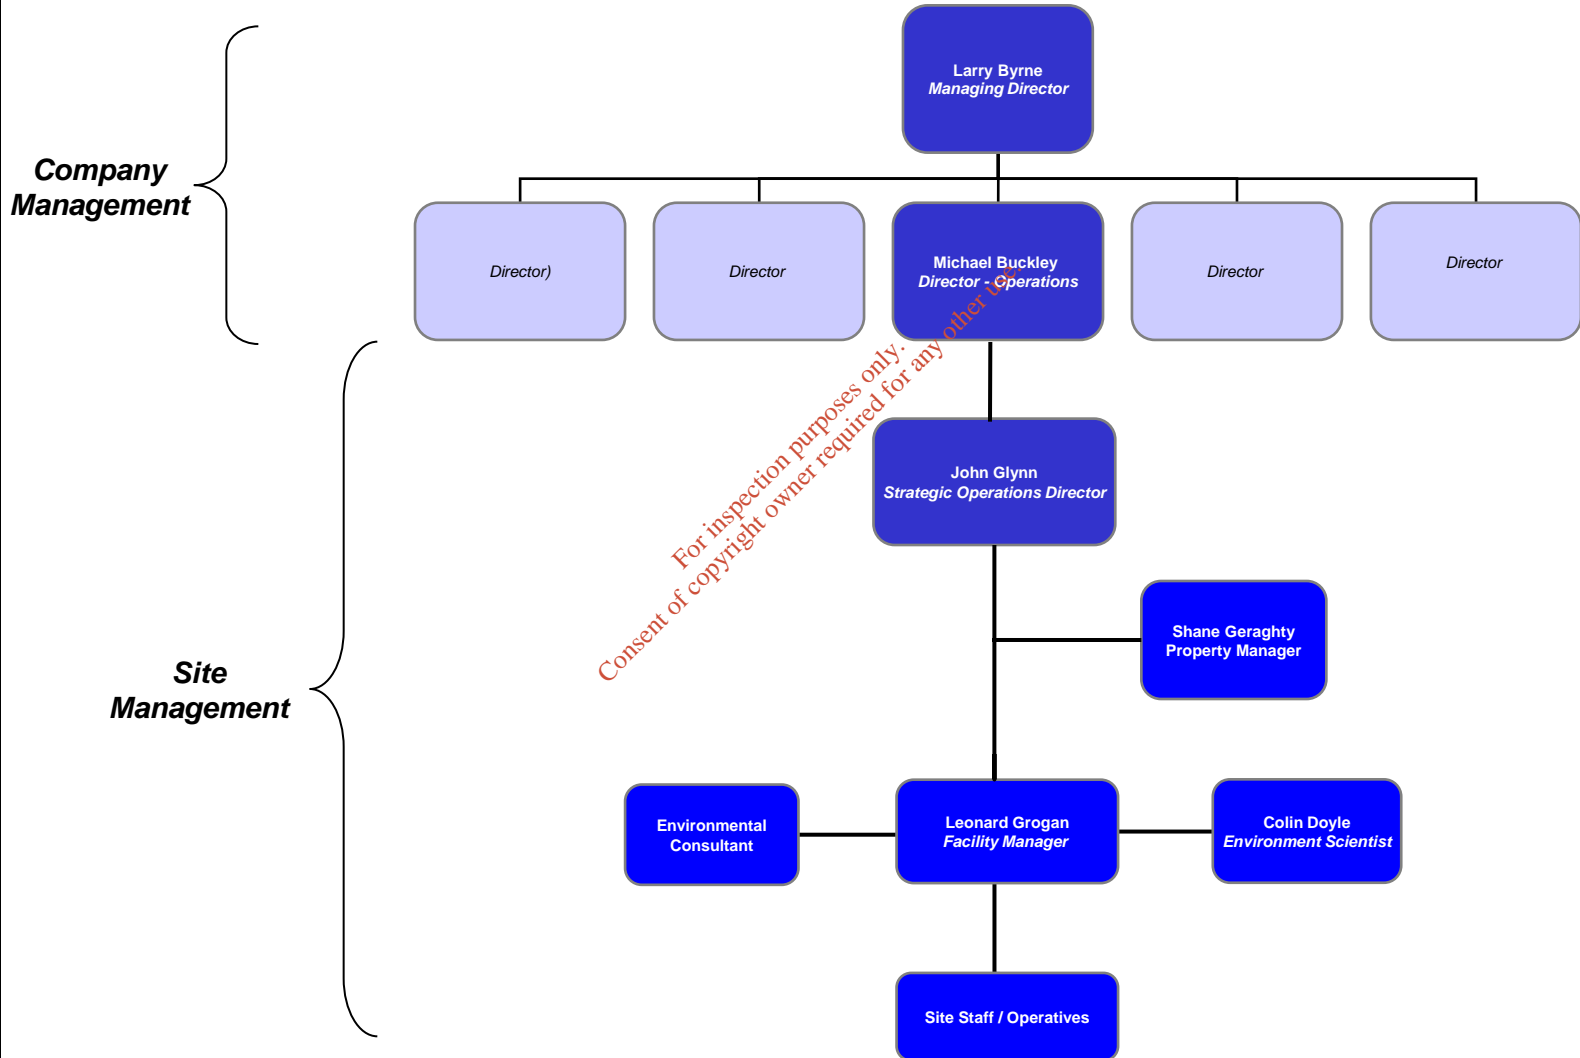 Larry Byrne
Managing Director
Company
Management
Director)
Director
Michael Buckley
Director - Operations
Director
Director
For inspection purposes only.
Consent of copyright owner required for any other use.
John Glynn
Strategic Operations Director
Shane Geraghty
Property Manager
Site
Management
Environmental
Consultant
Leonard Grogan
Facility Manager
Colin Doyle
Environment Scientist
Site Staff / Operatives